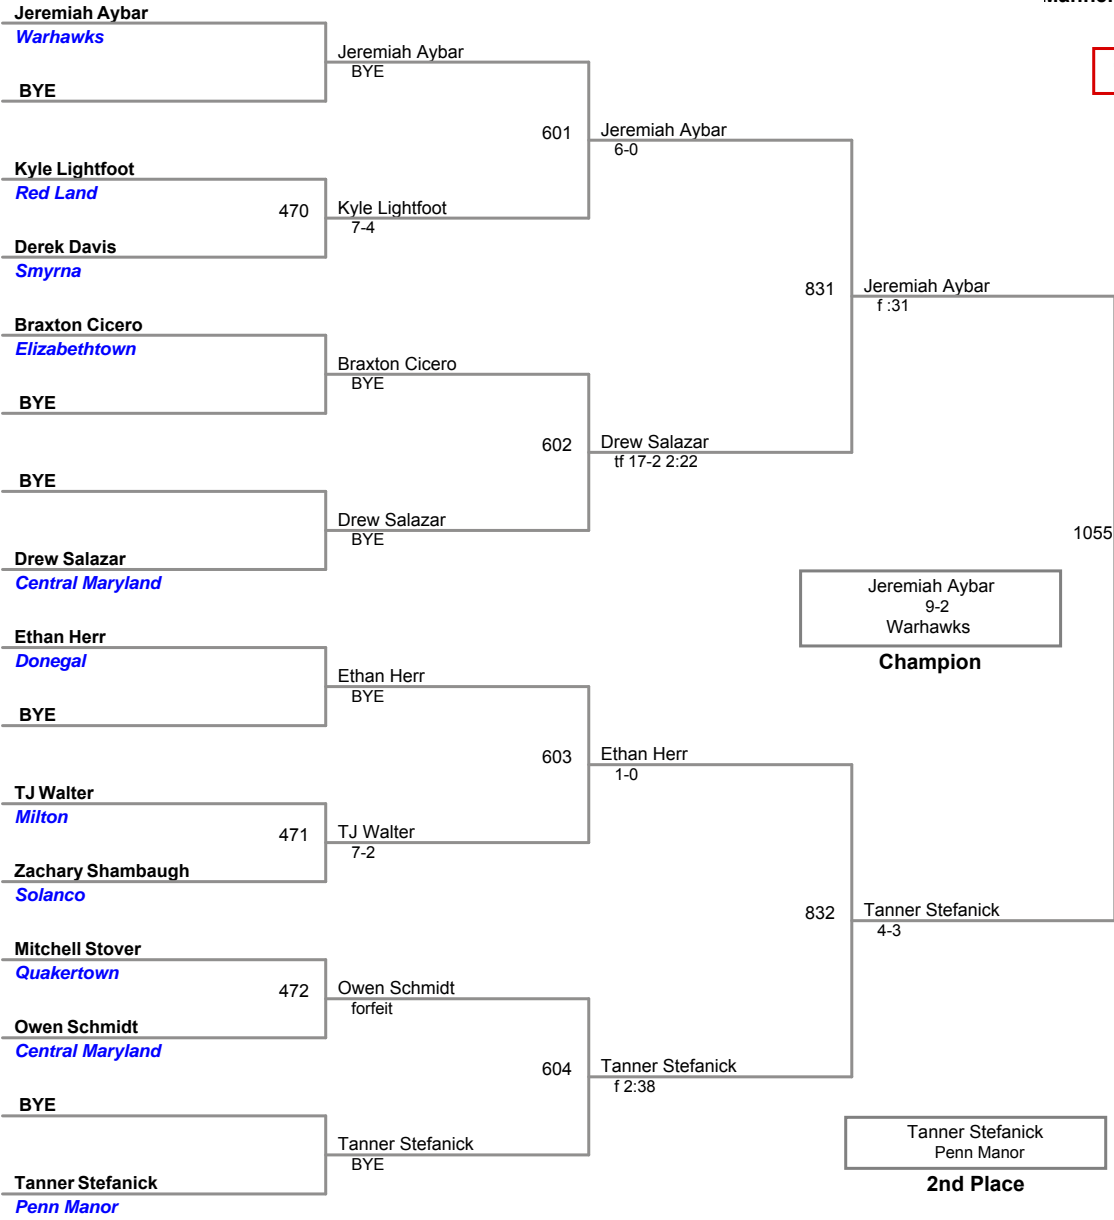 Jeremiah Aybar
Warhawks
Jeremiah Aybar
BYE
BYE
601
Jeremiah Aybar
6-0
Kyle Lightfoot
Red Land
470
Kyle Lightfoot
7-4
Derek Davis
Smyrna
831
Jeremiah Aybar
f :31
Braxton Cicero
Elizabethtown
Braxton Cicero
BYE
BYE
602
Drew Salazar
tf 17-2 2:22
BYE
Drew Salazar
BYE
1055
Drew Salazar
Central Maryland
Jeremiah Aybar
9-2
Warhawks
Champion
Ethan Herr
Donegal
Ethan Herr
BYE
BYE
603
Ethan Herr
1-0
TJ Walter
Milton
471
TJ Walter
7-2
Zachary Shambaugh
Solanco
832
Tanner Stefanick
4-3
Mitchell Stover
Quakertown
472
Owen Schmidt
forfeit
Owen Schmidt
Central Maryland
604
Tanner Stefanick
f 2:38
BYE
Tanner Stefanick
BYE
Tanner Stefanick
Penn Manor
2nd Place
Tanner Stefanick
Penn Manor